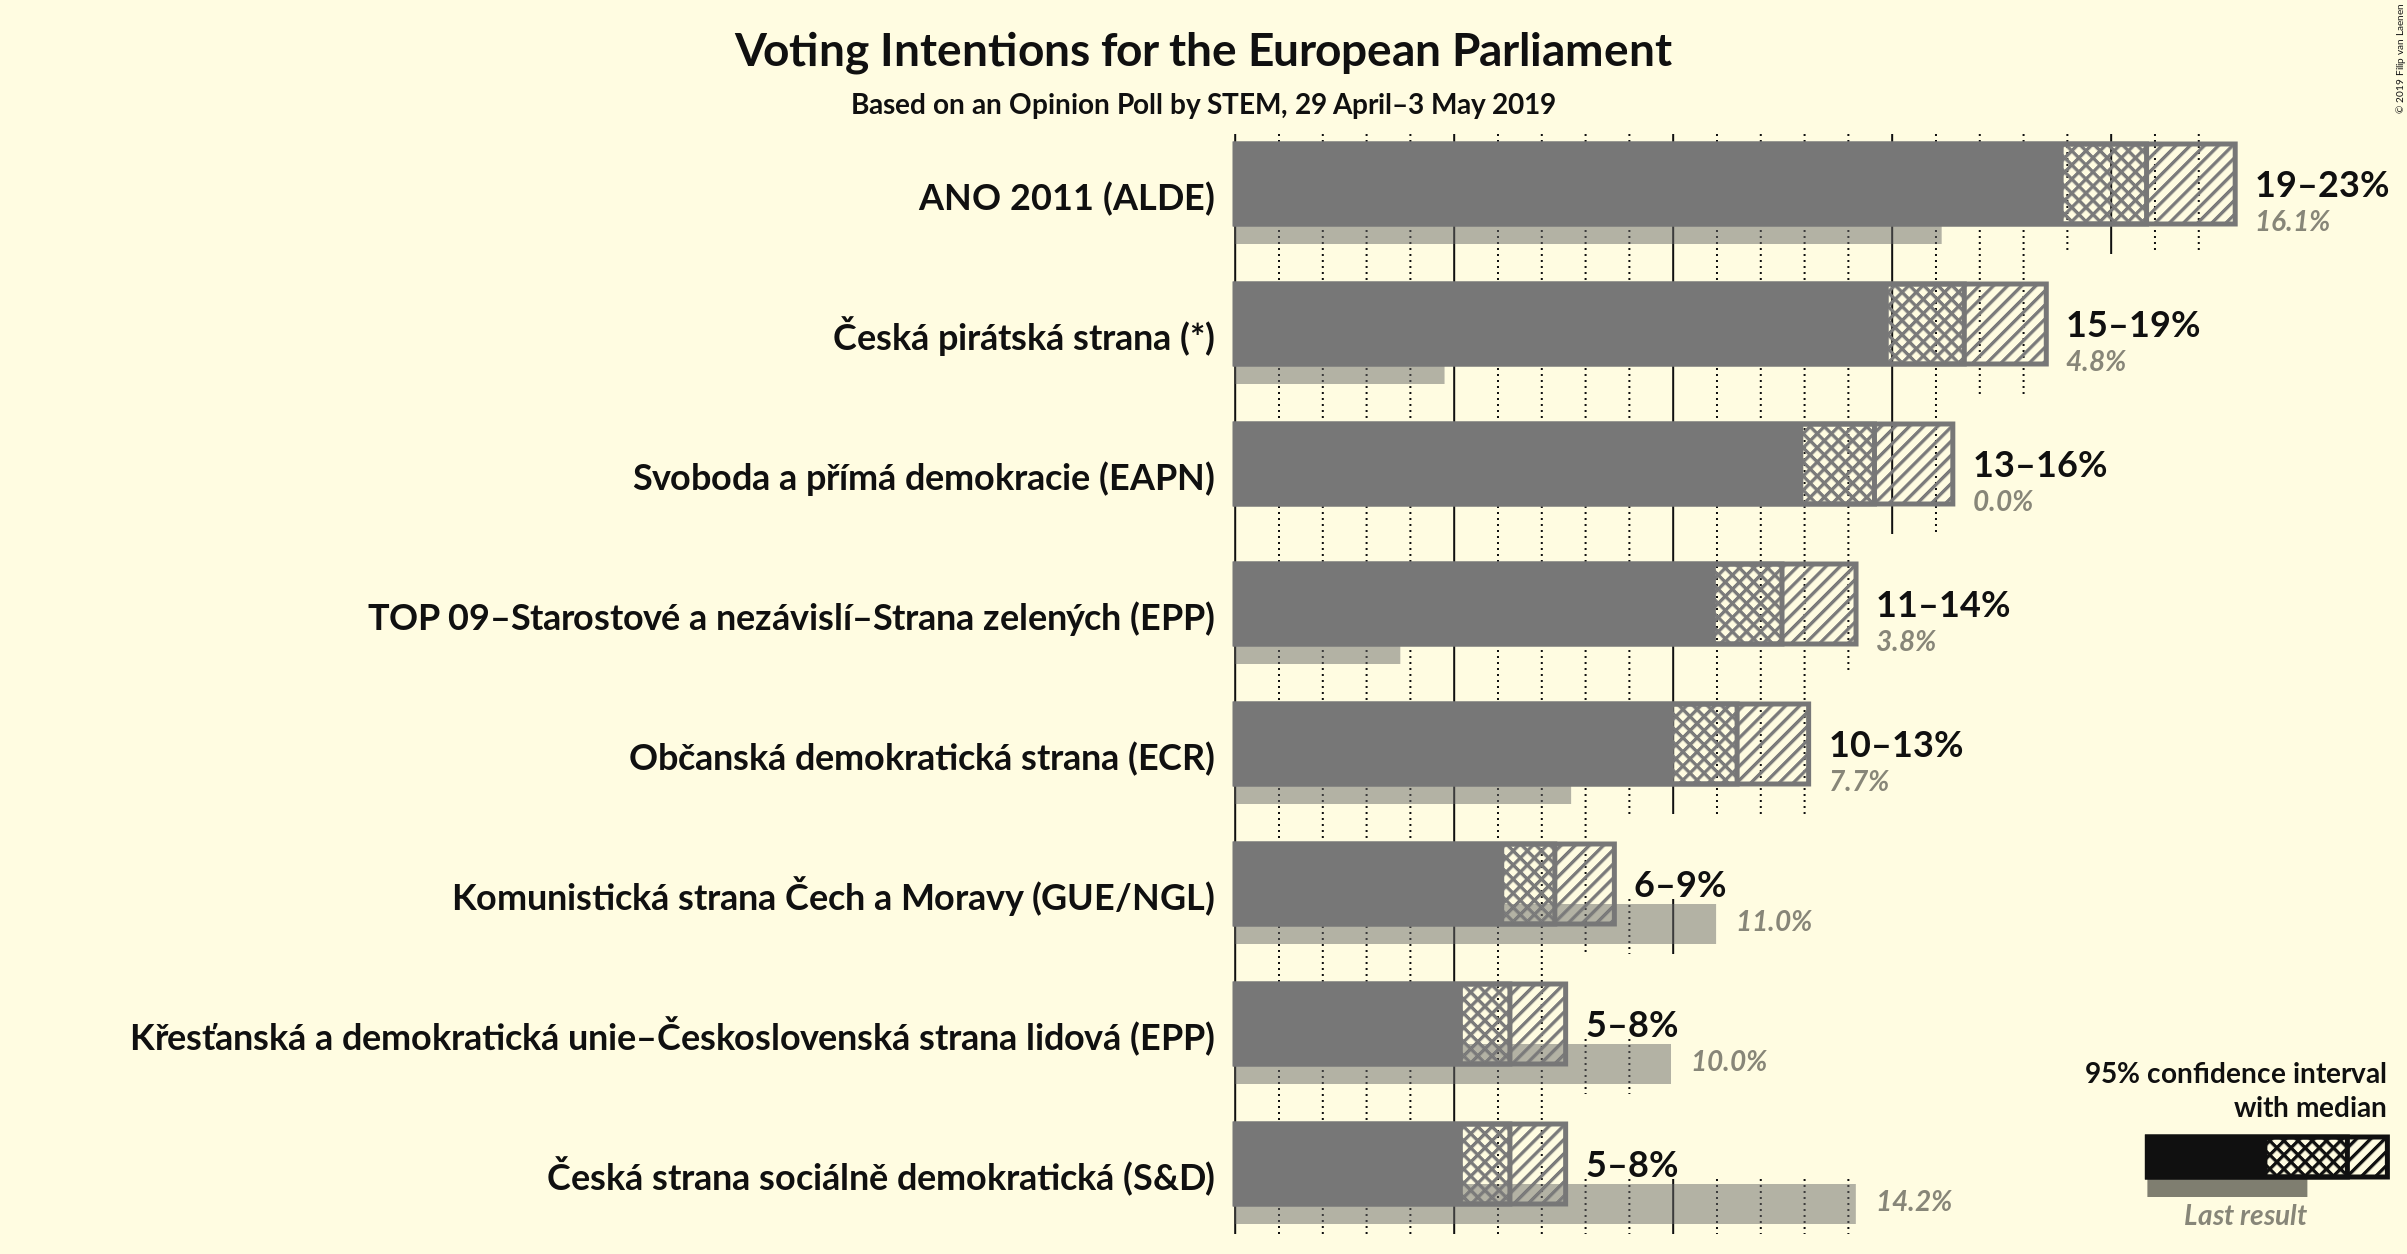 Voting Intentions for the European Parliament
Based on an Opinion Poll by STEM, 29 April–3 May 2019
© 2019 Filip van Laenen
ANO 2011 (ALDE)
19–23%
16.1%
Česká pirátská strana (*)
15–19%
4.8%
Svoboda a přímá demokracie (EAPN)
13–16%
0.0%
TOP 09–Starostové a nezávislí–Strana zelených (EPP)
11–14%
3.8%
Občanská demokratická strana (ECR)
10–13%
7.7%
Komunistická strana Čech a Moravy (GUE/NGL)
6–9%
11.0%
Křesťanská a demokratická unie–Československá strana lidová (EPP)
5–8%
10.0%
Česká strana sociálně demokratická (S&D)
5–8%
14.2%
95% confidence interval
with median
Last result